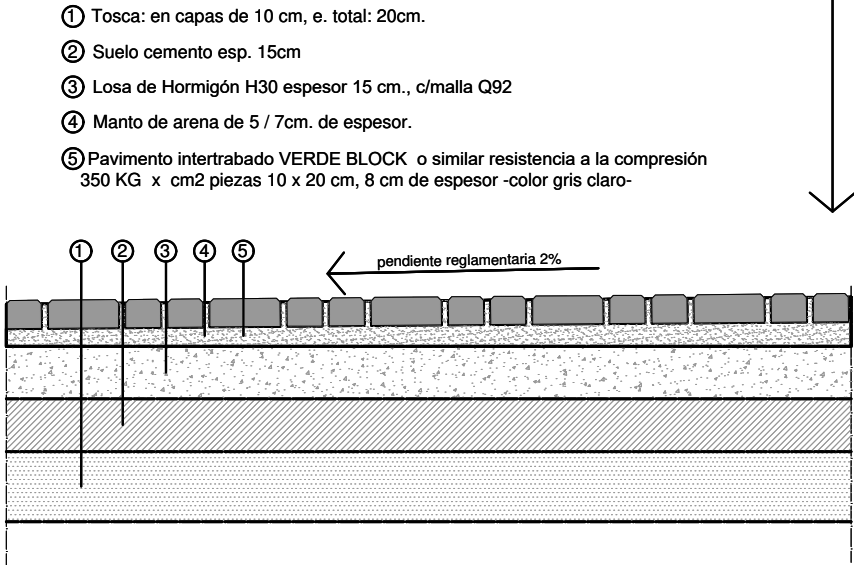 1 Tosca: en capas de 10 cm, e. total: 20cm.
2 Suelo cemento esp. 15cm
3 Losa de Hormigón H30 espesor 15 cm., c/malla Q92
4 Manto de arena de 5 / 7cm. de espesor.
5 Pavimento intertrabado VERDE BLOCK o similar resistencia a la compresión
350 KG x cm2 piezas 10 x 20 cm, 8 cm de espesor -color gris claro-
1 2 3 4 5
pendiente reglamentaria 2%